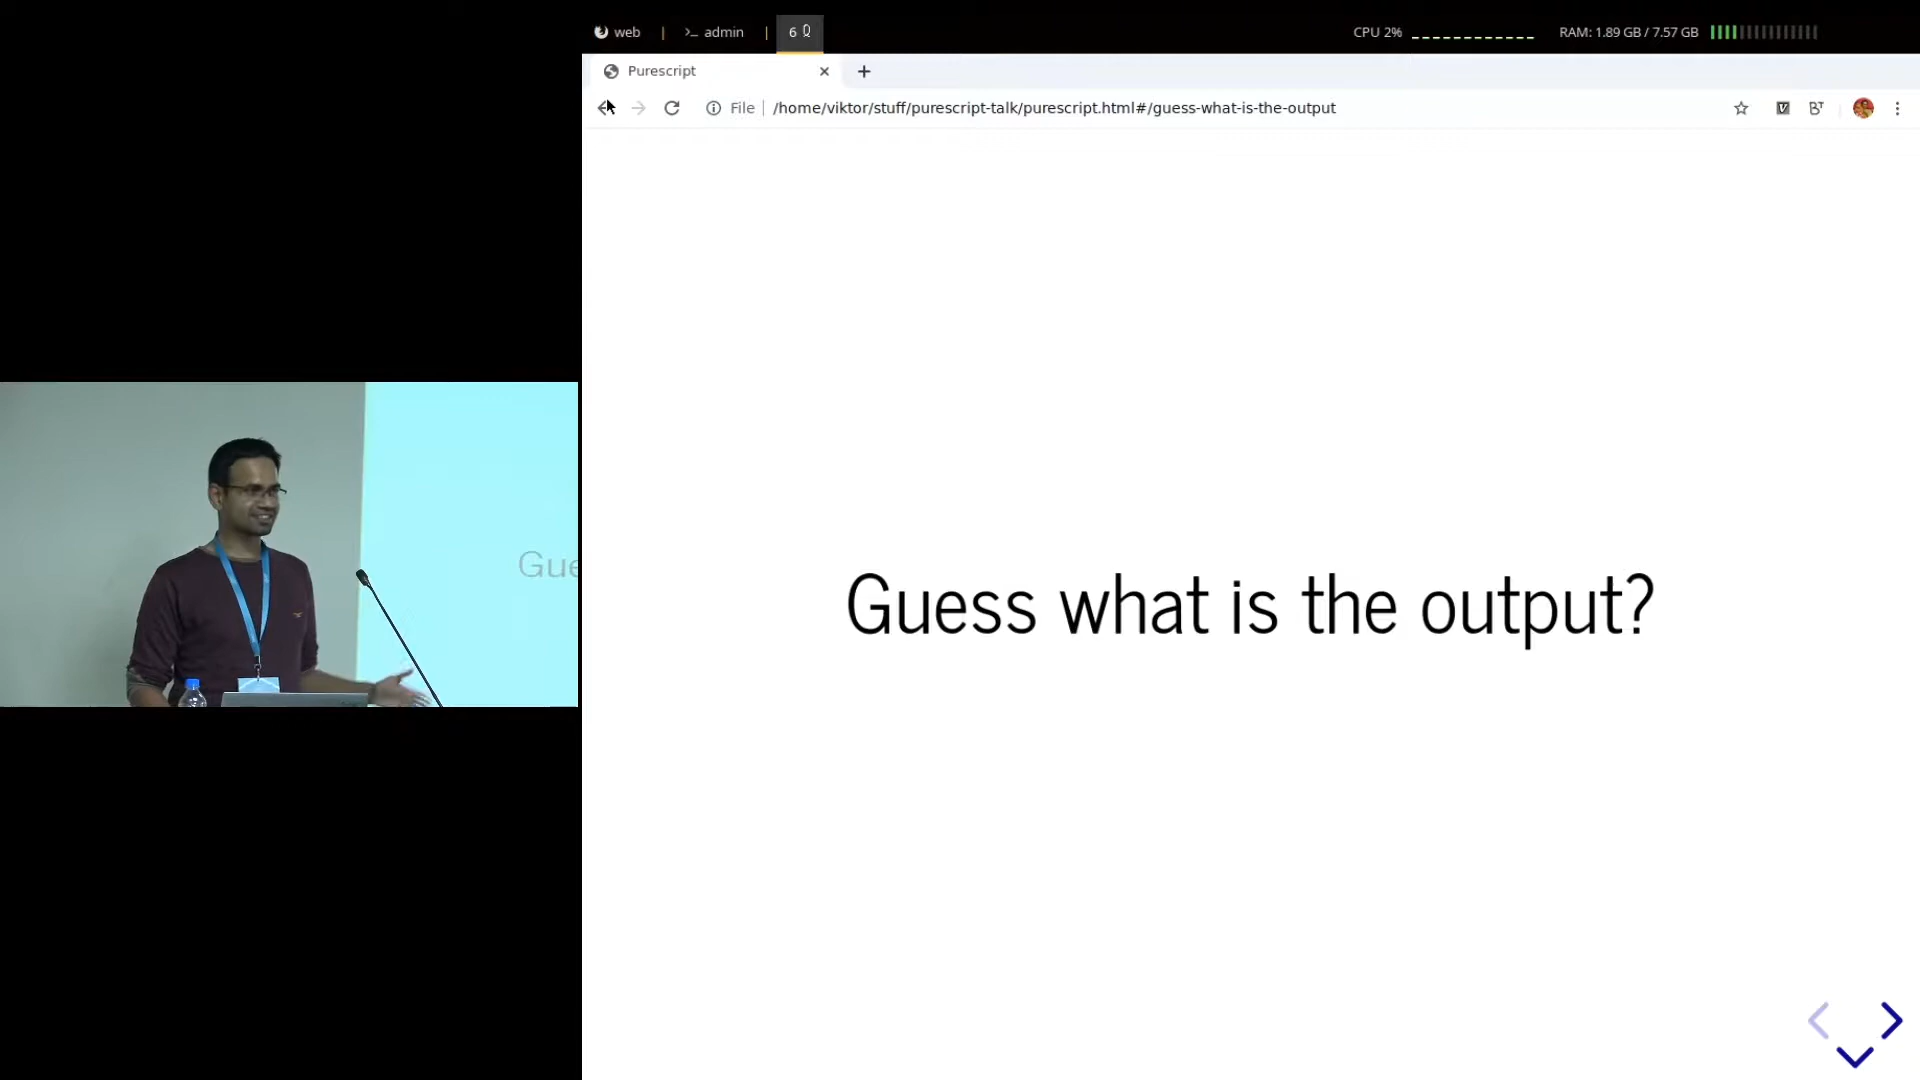 web | >_ admin | 6
CPU 2%
RAM: 1.89 GB / 7.57 GB
Purescript
File | /home/viktor/stuff/purescript-talk/purescript.html#/guess-what-is-the-output
Gue
Guess what is the output?